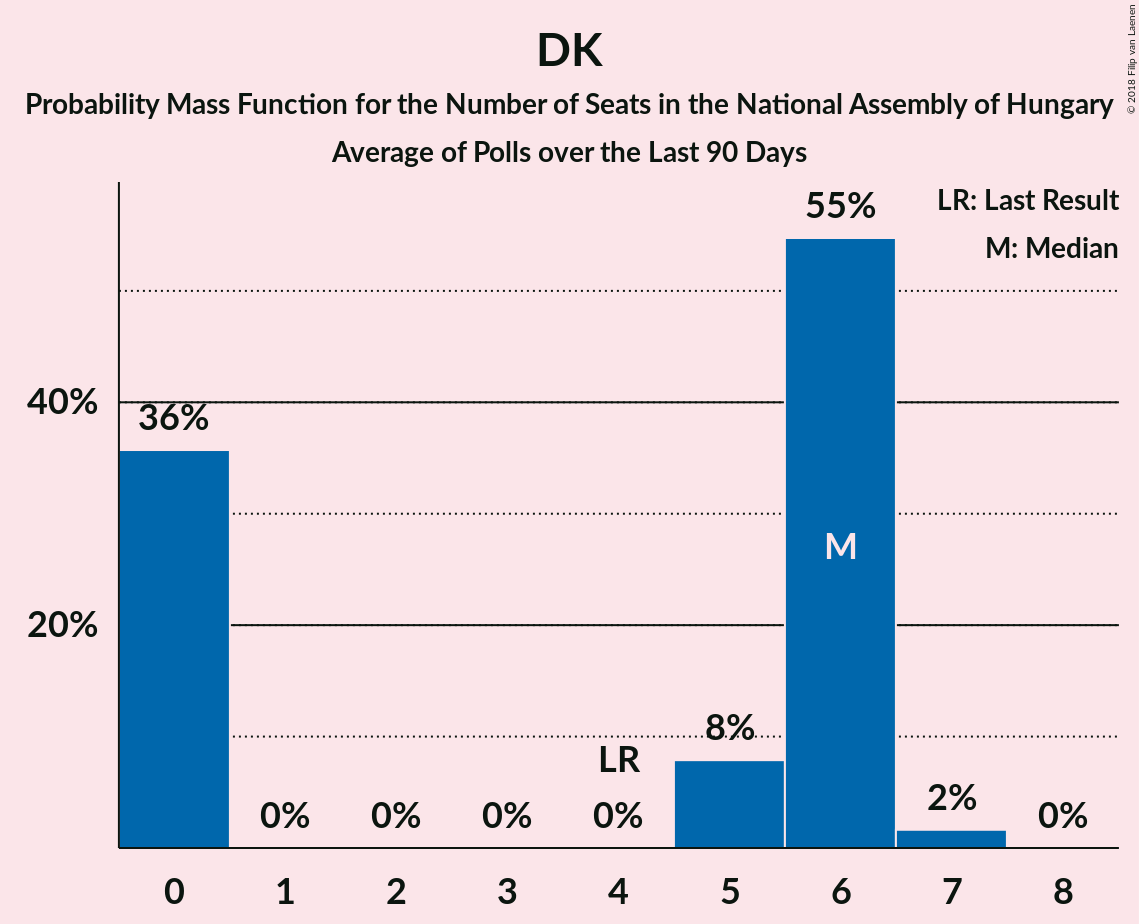 DK
Probability Mass Function for the Number of Seats in the National Assembly of Hungary
Average of Polls over the Last 90 Days
© 2018 Filip van Laenen
LR: Last Result
M: Median
55%
40%
36%
M
20%
8%
LR
2%
0% 0% 0% 0% 0%
0 1 2 3 4 5 6 7 8